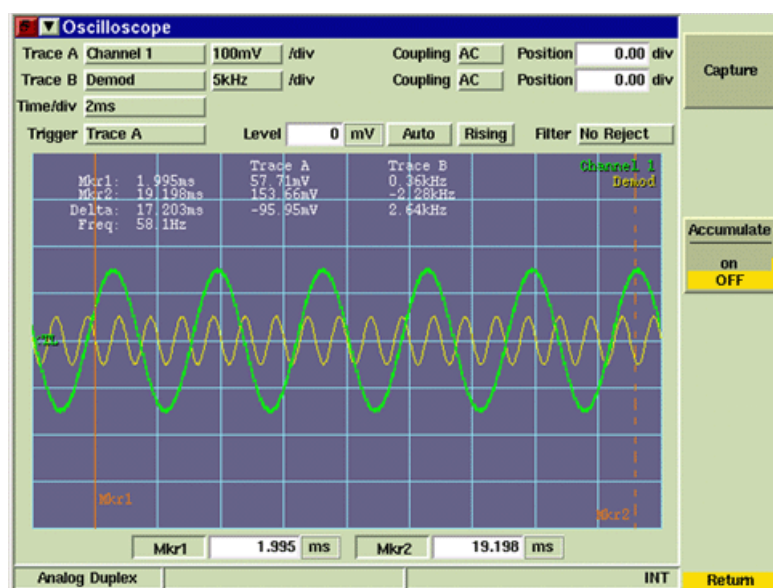 Oscilloscope
Trace A Channel 1 100mV /div Coupling AC Position 0.00 div
Trace B Demod 5kHz /div Coupling AC Position 0.00 div
Time/div 2ms
Trigger Trace A Level 0 mV Auto Rising Filter No Reject
Trace A Trace B Channel 1
Mkr1: 1.995ms 57.71mV 0.36kHz Demod
Mkr2: 19.198ms 153.66mV -2.28kHz
Delta: 17.203ms -95.95mV 2.64kHz
Freq: 58.1Hz
Mkr1
Mkr2
Mkr1 1.995 ms Mkr2 19.198 ms
Analog Duplex INT
Capture
Accumulate
on
OFF
Return